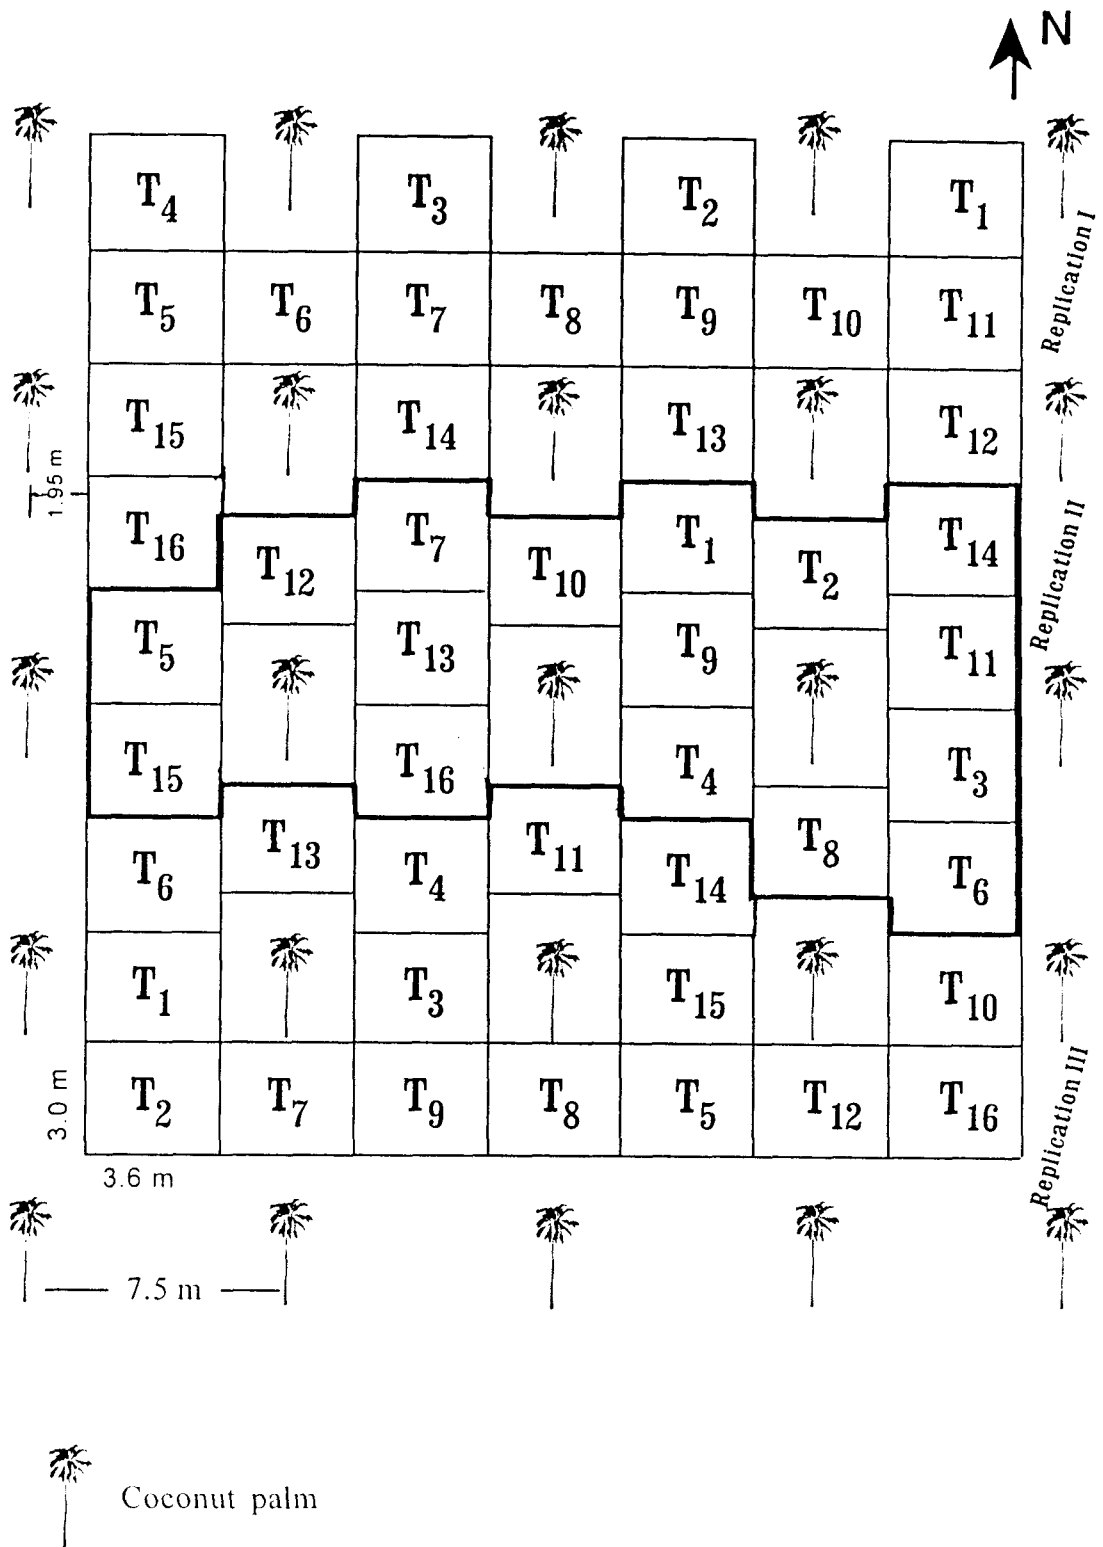 N
T4 T3 T2 T1
T5 T6 T7 T8 T9 T10 T11
Replication I
T15 T14 T13 T12
1.95 m
T16 T12 T7 T10 T1 T2 T14
Replication II
T5 T13 T9 T11
T15 T16 T4 T3
T6 T13 T4 T11 T14 T8 T6
T1 T3 T15 T10
3.0 m
T2 T7 T9 T8 T5 T12 T16
Replication III
3.6 m
7.5 m
Coconut palm